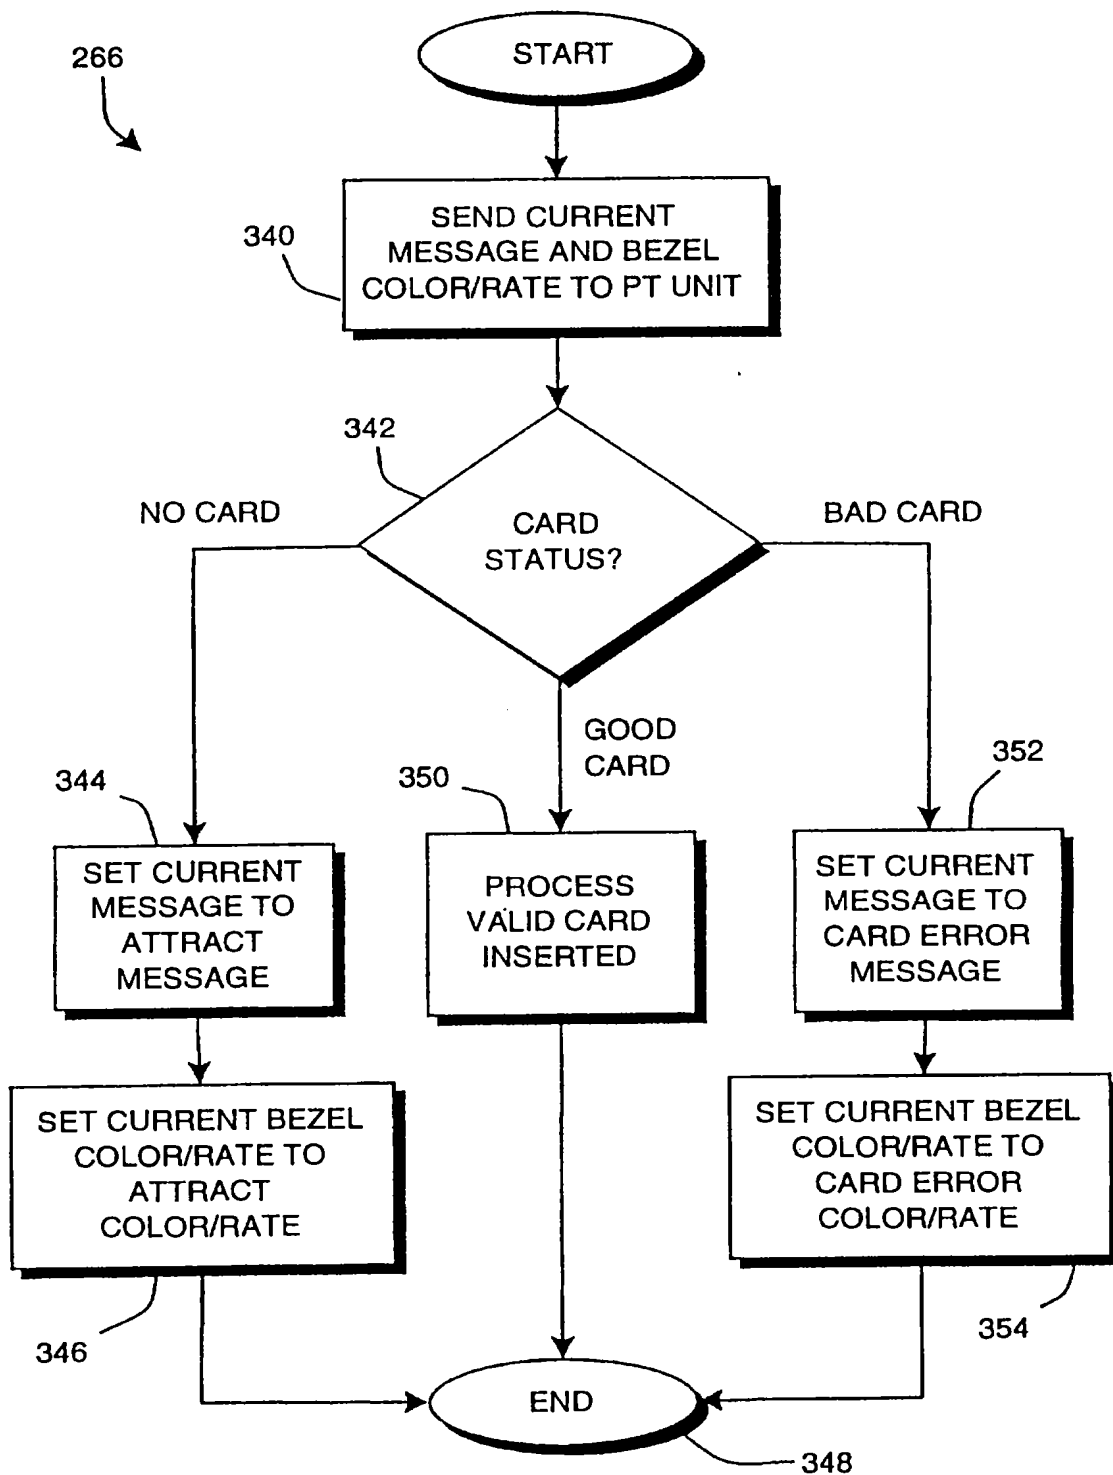 START
266
SEND CURRENT
MESSAGE AND BEZEL
COLOR/RATE TO PT UNIT
340
342
NO CARD
CARD
STATUS?
BAD CARD
GOOD
CARD
344
350
352
SET CURRENT
MESSAGE TO
ATTRACT
MESSAGE
PROCESS
VALID CARD
INSERTED
SET CURRENT
MESSAGE TO
CARD ERROR
MESSAGE
SET CURRENT BEZEL
COLOR/RATE TO
ATTRACT
COLOR/RATE
SET CURRENT BEZEL
COLOR/RATE TO
CARD ERROR
COLOR/RATE
346
354
END
348